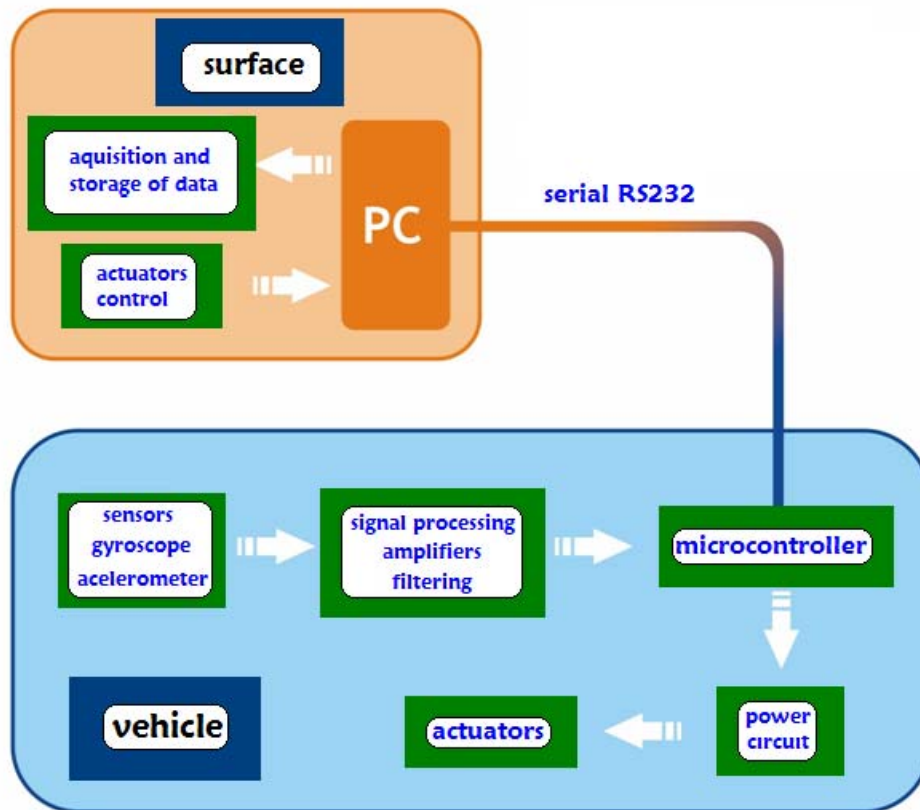 surface
aquisition and
storage of data
actuators
control
PC
serial RS232
sensors
gyroscope
acelerometer
signal processing
amplifiers
filtering
microcontroller
vehicle
actuators
power
circuit